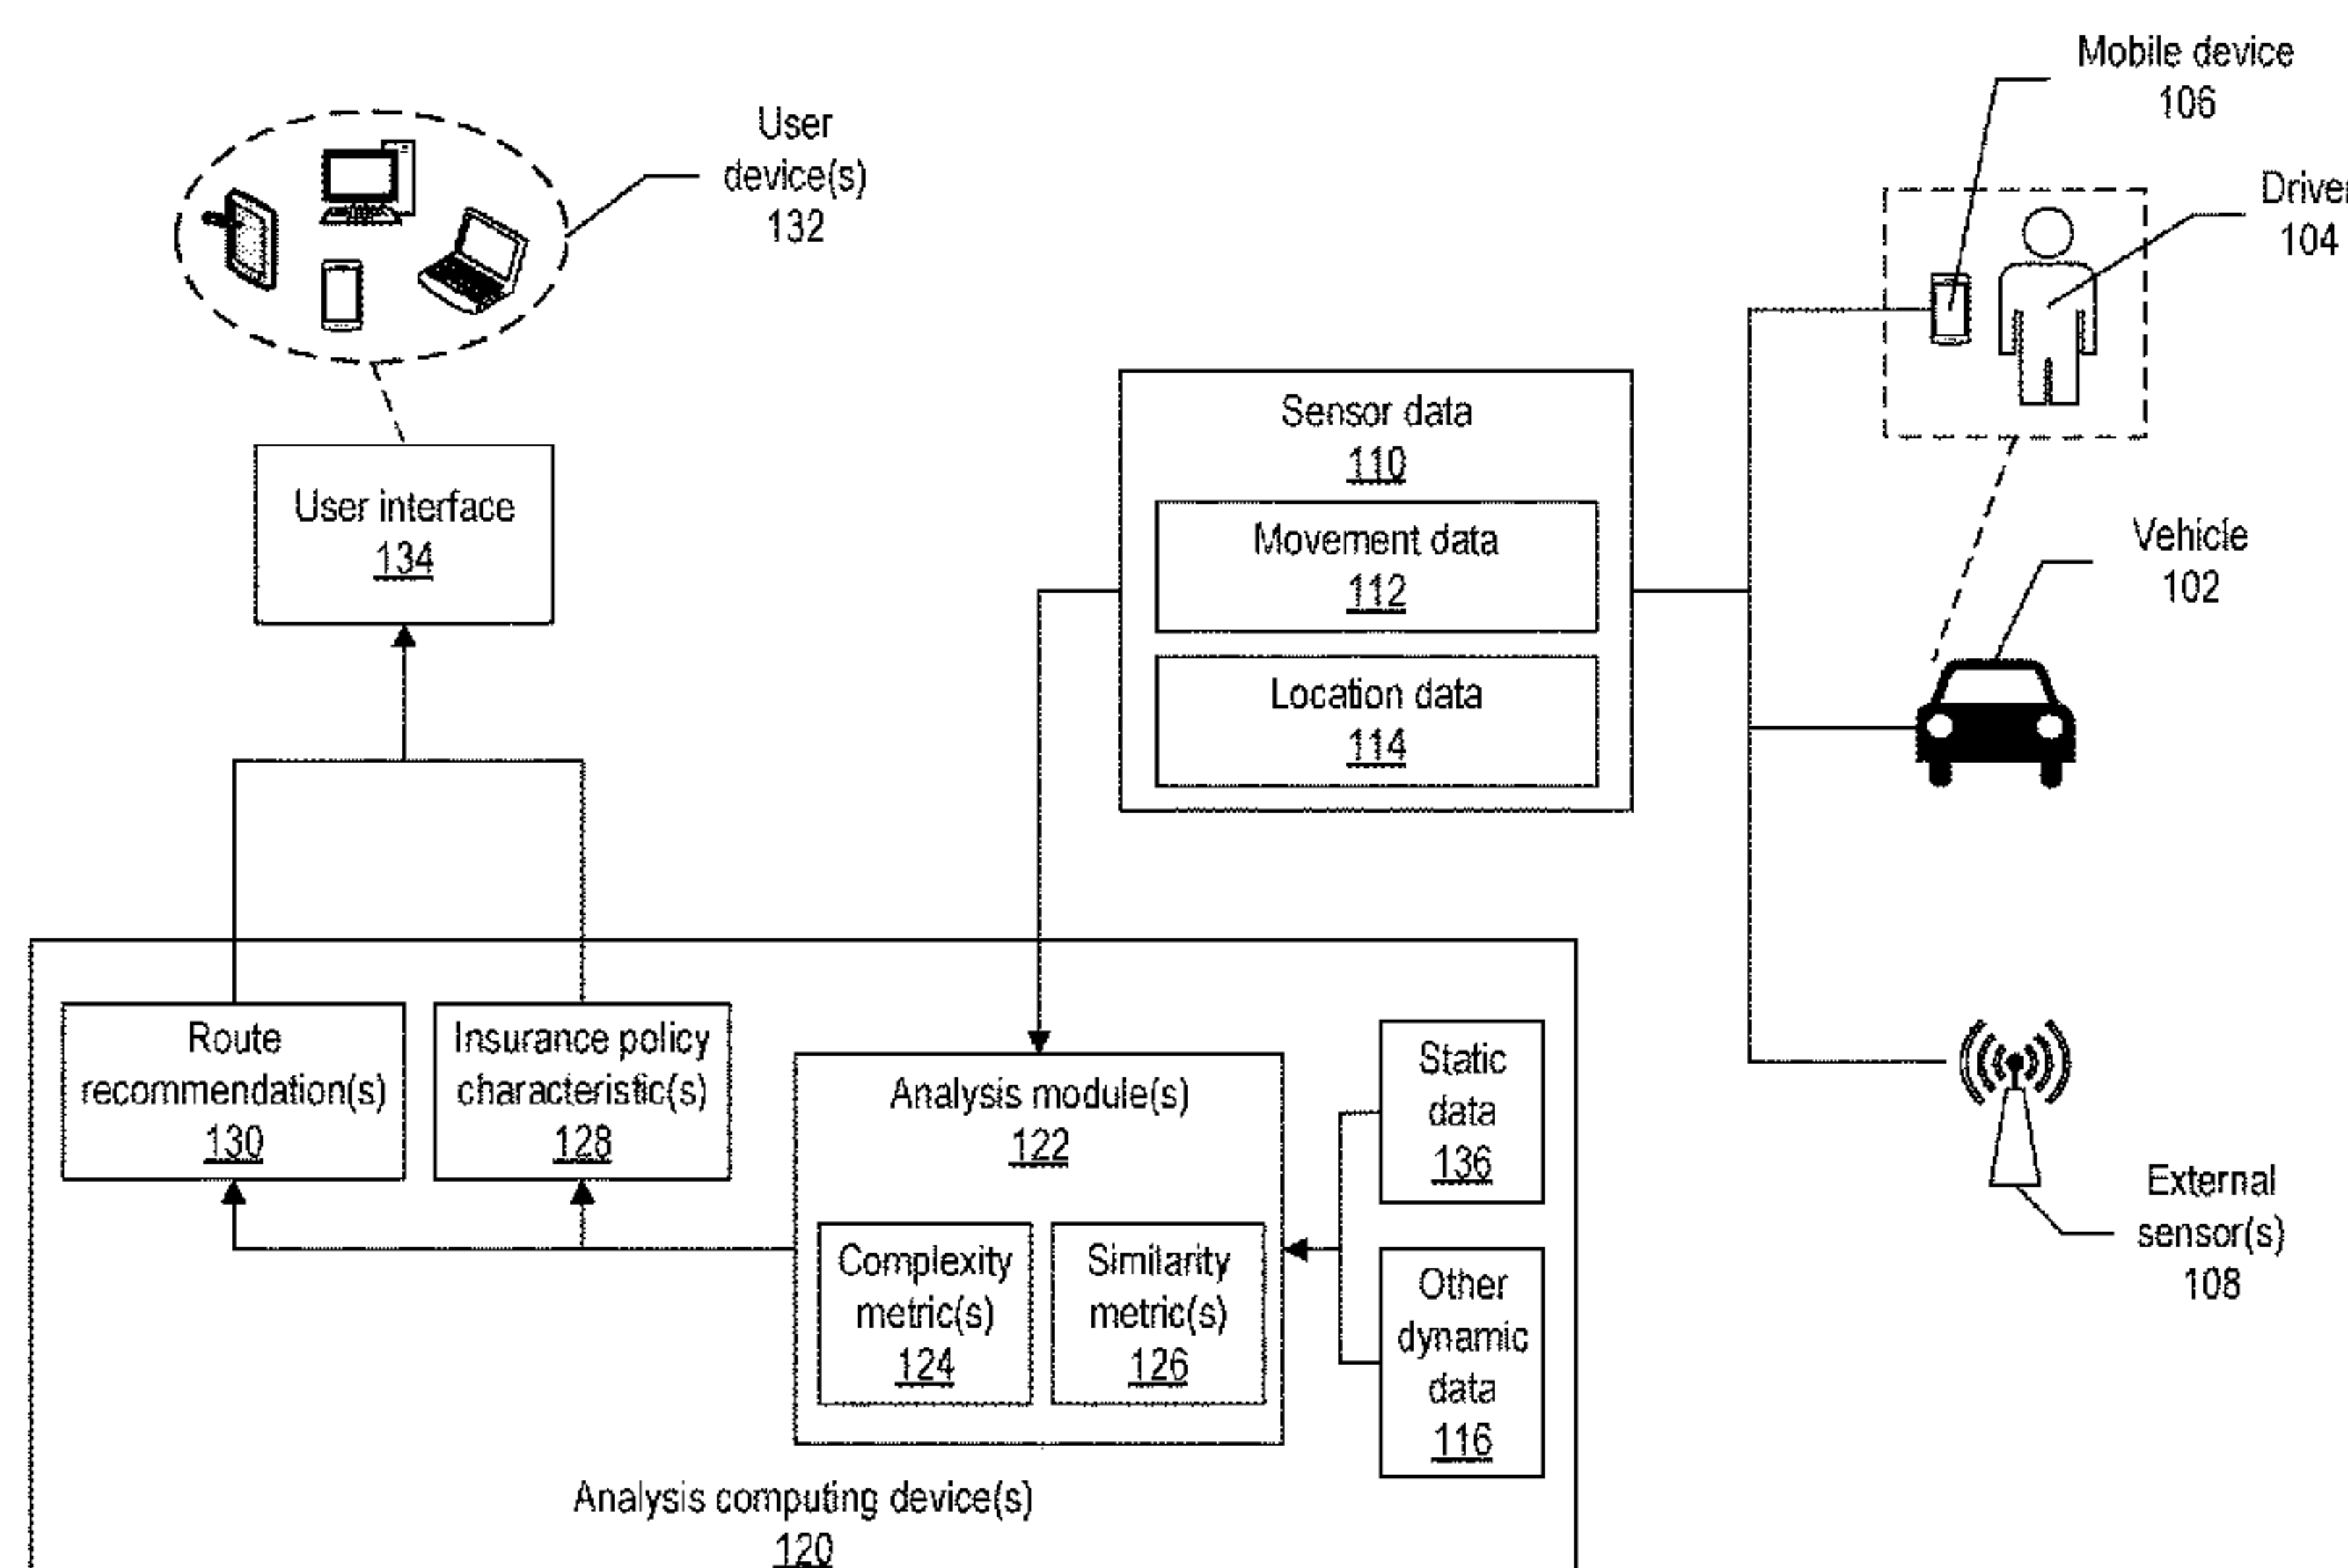 Mobile device
106
User
device(s)
132
Driver
104
Sensor data
110
User interface
134
Movement data
112
Vehicle
102
Location data
114
Route
recommendation(s)
130
Insurance policy
characteristic(s)
128
Analysis module(s)
122
Static
data
136
Complexity
metric(s)
124
Similarity
metric(s)
126
Other
dynamic
data
116
External
sensor(s)
108
Analysis computing device(s)
120